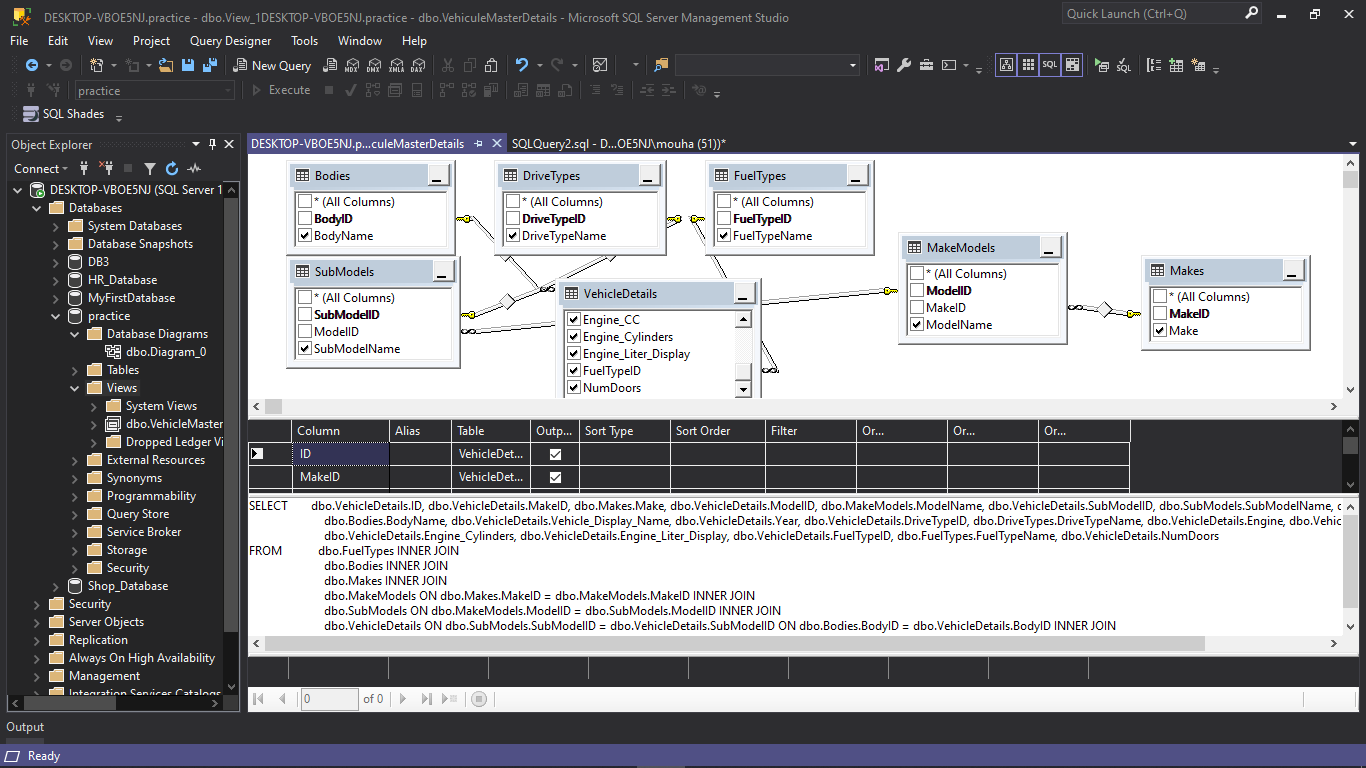 DESKTOP-VBOE5NJ.practice - dbo.View_1DESKTOP-VBOE5NJ.practice - dbo.VehiculeMasterDetails - Microsoft SQL Server Management Studio
Quick Launch (Ctrl+Q)
File Edit View Project Query Designer Tools Window Help
New Query MDX DMX XMLA DAX
SQL
practice Execute
SQL Shades
Object Explorer
DESKTOP-VBOE5NJ.p...culeMasterDetails
SQLQuery2.sql - D...OE5NJ\mouha (51))*
Connect
DESKTOP-VBOE5NJ (SQL Server 1
Databases
System Databases
Database Snapshots
DB3
HR_Database
MyFirstDatabase
practice
Database Diagrams
dbo.Diagram_0
Tables
Views
System Views
dbo.VehicleMaster
Dropped Ledger Vi
External Resources
Synonyms
Programmability
Query Store
Service Broker
Storage
Security
Shop_Database
Security
Server Objects
Replication
Always On High Availability
Management
Integration Services Catalogs
Bodies
* (All Columns)
BodyID
BodyName
DriveTypes
* (All Columns)
DriveTypeID
DriveTypeName
FuelTypes
* (All Columns)
FuelTypeID
FuelTypeName
SubModels
* (All Columns)
SubModelID
ModelID
SubModelName
VehicleDetails
Engine_CC
Engine_Cylinders
Engine_Liter_Display
FuelTypeID
NumDoors
MakeModels
* (All Columns)
ModelID
MakeID
ModelName
Makes
* (All Columns)
MakeID
Make
Column Alias Table Outp... Sort Type Sort Order Filter Or... Or... Or...
ID VehicleDet...
MakeID VehicleDet...
SELECT dbo.VehicleDetails.ID, dbo.VehicleDetails.MakeID, dbo.Makes.Make, dbo.VehicleDetails.ModelID, dbo.MakeModels.ModelName, dbo.VehicleDetails.SubModelID, dbo.SubModels.SubModelName, d
dbo.Bodies.BodyName, dbo.VehicleDetails.Vehicle_Display_Name, dbo.VehicleDetails.Year, dbo.VehicleDetails.DriveTypeID, dbo.DriveTypes.DriveTypeName, dbo.VehicleDetails.Engine, dbo.Vehic
dbo.VehicleDetails.Engine_Cylinders, dbo.VehicleDetails.Engine_Liter_Display, dbo.VehicleDetails.FuelTypeID, dbo.FuelTypes.FuelTypeName, dbo.VehicleDetails.NumDoors
FROM dbo.FuelTypes INNER JOIN
dbo.Bodies INNER JOIN
dbo.Makes INNER JOIN
dbo.MakeModels ON dbo.Makes.MakeID = dbo.MakeModels.MakeID INNER JOIN
dbo.SubModels ON dbo.MakeModels.ModelID = dbo.SubModels.ModelID INNER JOIN
dbo.VehicleDetails ON dbo.SubModels.SubModelID = dbo.VehicleDetails.SubModelID ON dbo.Bodies.BodyID = dbo.VehicleDetails.BodyID INNER JOIN
0 of 0
Output
Ready